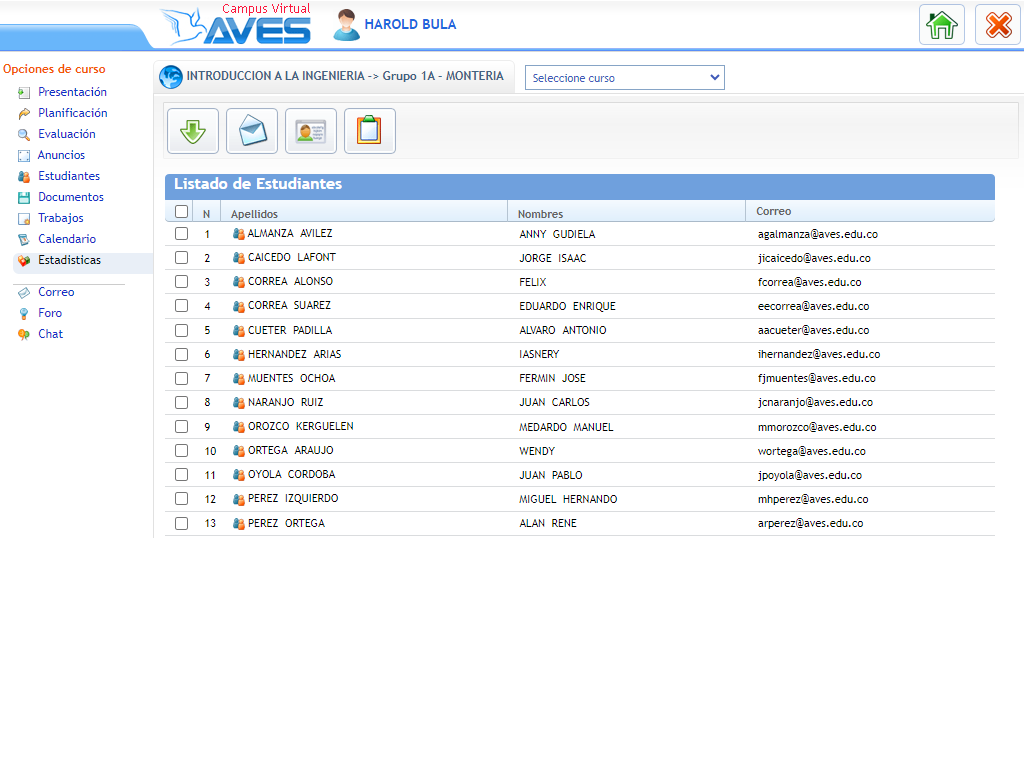 Campus Virtual
AVES
HAROLD BULA
Opciones de curso
Presentación
Planificación
Evaluación
Anuncios
Estudiantes
Documentos
Trabajos
Calendario
Estadisticas
Correo
Foro
Chat
INTRODUCCION A LA INGENIERIA -> Grupo 1A - MONTERIA
Seleccione curso
Listado de Estudiantes
N Apellidos Nombres Correo
1 ALMANZA AVILEZ ANNY GUDIELA agalmanza@aves.edu.co
2 CAICEDO LAFONT JORGE ISAAC jicaicedo@aves.edu.co
3 CORREA ALONSO FELIX fcorrea@aves.edu.co
4 CORREA SUAREZ EDUARDO ENRIQUE eecorrea@aves.edu.co
5 CUETER PADILLA ALVARO ANTONIO aacueter@aves.edu.co
6 HERNANDEZ ARIAS IASNERY ihernandez@aves.edu.co
7 MUENTES OCHOA FERMIN JOSE fjmuentes@aves.edu.co
8 NARANJO RUIZ JUAN CARLOS jcnaranjo@aves.edu.co
9 OROZCO KERGUELEN MEDARDO MANUEL mmorozco@aves.edu.co
10 ORTEGA ARAUJO WENDY wortega@aves.edu.co
11 OYOLA CORDOBA JUAN PABLO jpoyola@aves.edu.co
12 PEREZ IZQUIERDO MIGUEL HERNANDO mhperez@aves.edu.co
13 PEREZ ORTEGA ALAN RENE arperez@aves.edu.co